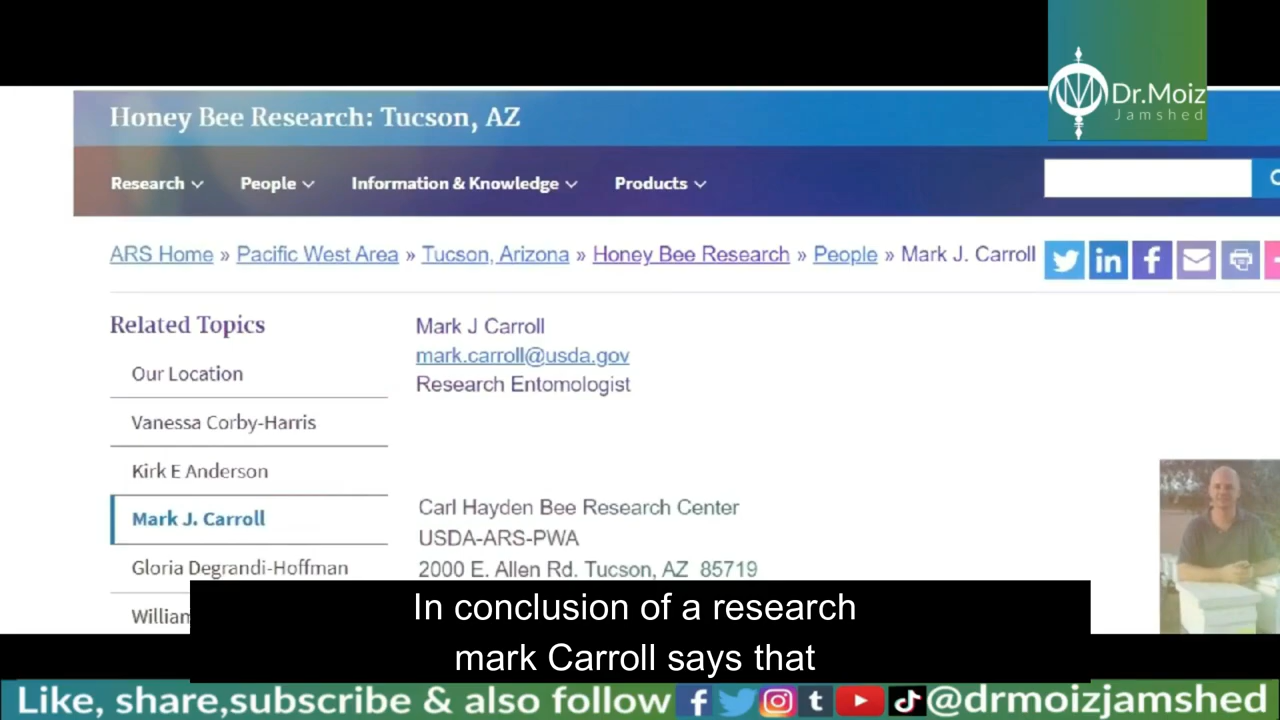 Dr.Moiz
Jamshed
Honey Bee Research: Tucson, AZ
Research People Information & Knowledge Products
ARS Home » Pacific West Area » Tucson, Arizona » Honey Bee Research » People » Mark J. Carroll
Related Topics
Our Location
Vanessa Corby-Harris
Kirk E Anderson
Mark J. Carroll
Gloria Degrandi-Hoffman
William
Mark J Carroll
mark.carroll@usda.gov
Research Entomologist
Carl Hayden Bee Research Center
USDA-ARS-PWA
2000 E. Allen Rd. Tucson, AZ 85719
In conclusion of a research
mark Carroll says that
Like, share,subscribe & also follow @drmoizjamshed